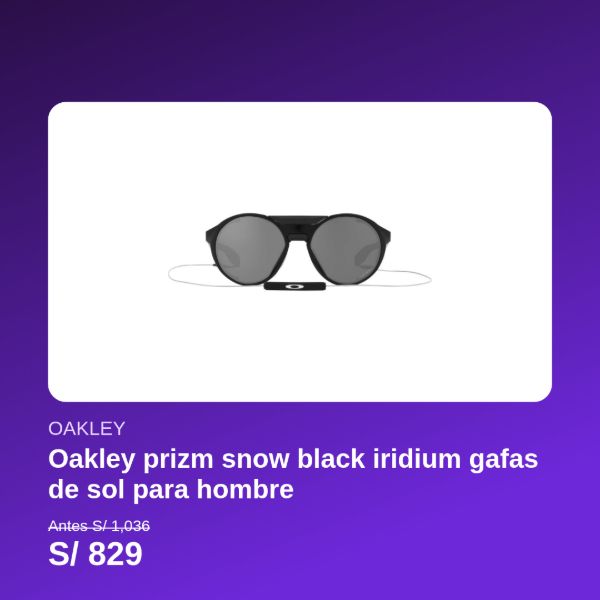 OAKLEY
Oakley prizm snow black iridium gafas
de sol para hombre
Antes S/ 1,036
S/ 829